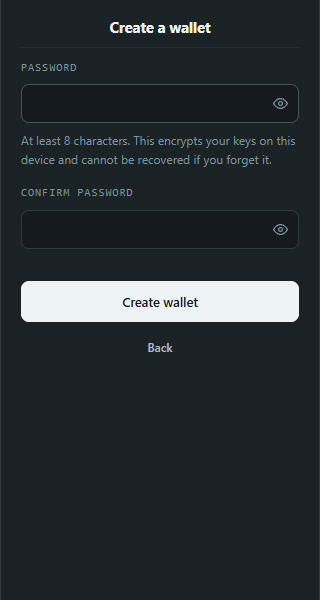 Create a wallet
PASSWORD
At least 8 characters. This encrypts your keys on this
device and cannot be recovered if you forget it.
CONFIRM PASSWORD
Create wallet
Back